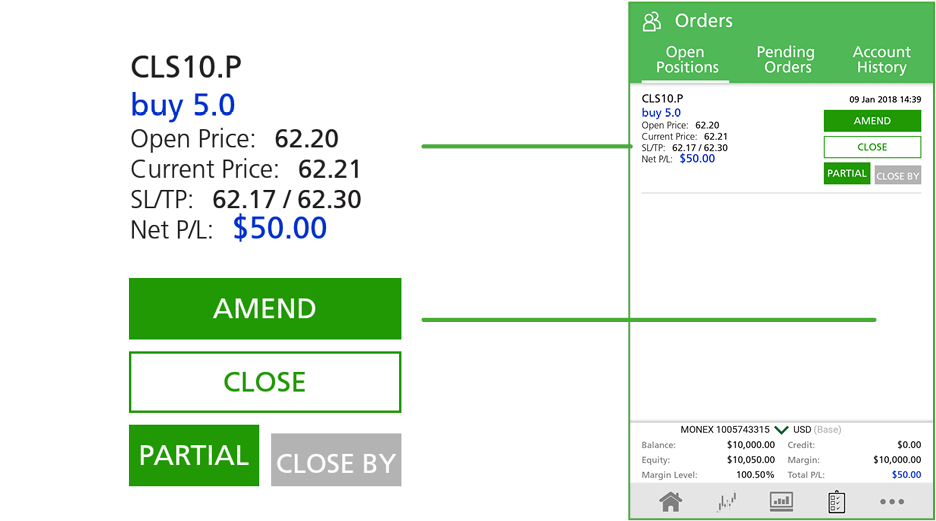 CLS10.P
buy 5.0
Open Price: 62.20
Current Price: 62.21
SL/TP: 62.17 / 62.30
Net P/L: $50.00
AMEND
CLOSE
PARTIAL CLOSE BY
Orders
Open Positions
Pending Orders
Account History
CLS10.P 09 Jan 2018 14:39
buy 5.0
Open Price: 62.20
Current Price: 62.21
SL/TP: 62.17 / 62.30
Net P/L: $50.00
AMEND
CLOSE
PARTIAL CLOSE BY
MONEX 1005743315 USD (Base)
Balance: $10,000.00 Credit: $0.00
Equity: $10,050.00 Margin: $10,000.00
Margin Level: 100.50% Total P/L: $50.00